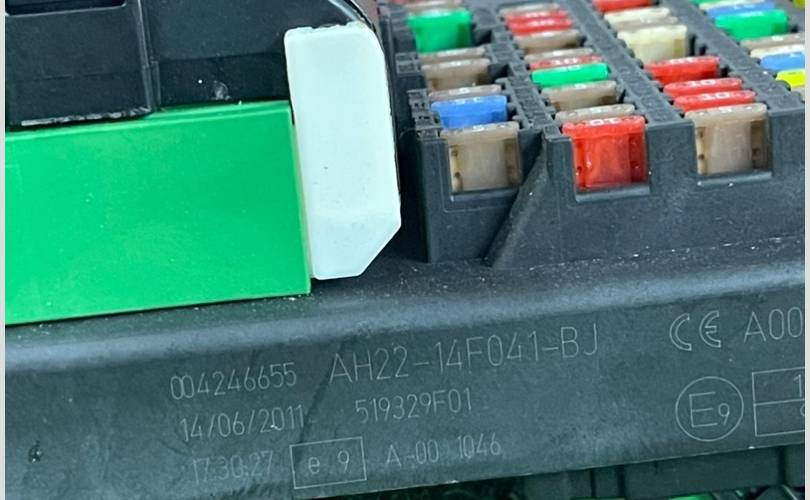 004246655 AH22-14F041-BJ CE A00
14/06/2011 519329F01 E9
17:30:27 e 9 A-00 1046